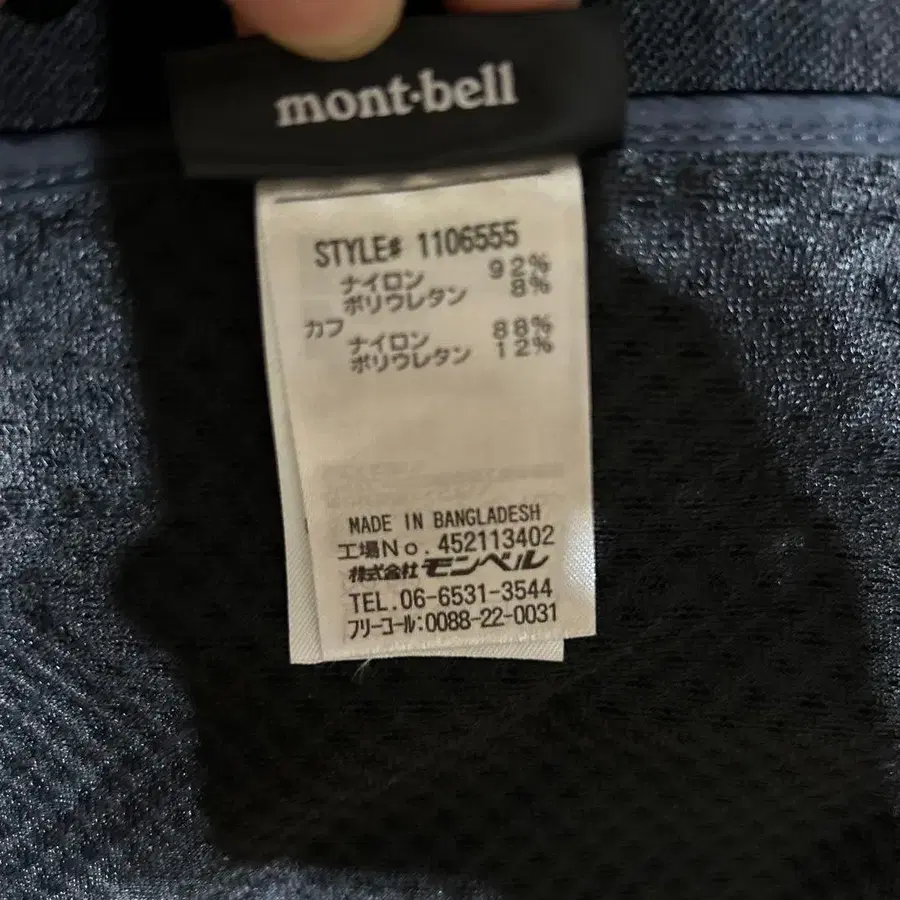 mont·bell
STYLE# 1106555
ナイロン 92%
ポリウレタン 8%
カフ
ナイロン 88%
ポリウレタン 12%
MADE IN BANGLADESH
工場No.452113402
株式会社 モンベル
TEL.06-6531-3544
フリーコール:0088-22-0031